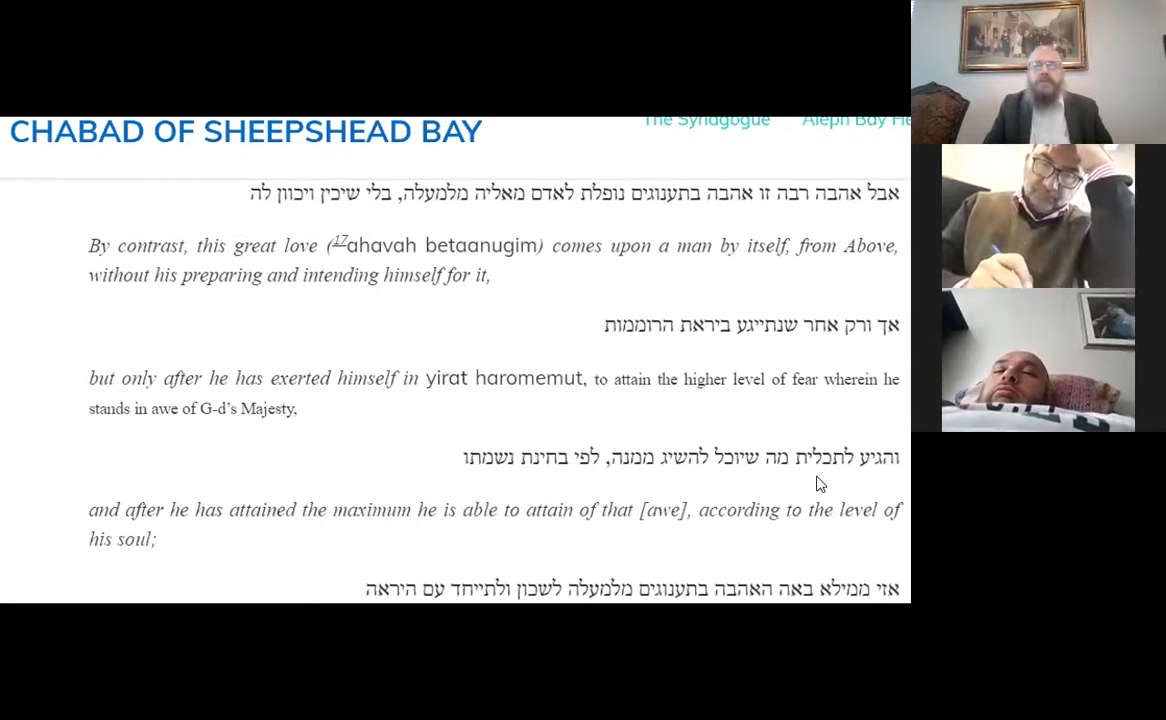 CHABAD OF SHEEPSHEAD BAY
The Synagogue Aleph Bay He
אבל אהבה רבה זו אהבה בתענוגים נופלת לאדם מאליה מלמעלה, בלי שיכין ויכוון לה
By contrast, this great love (17ahavah betaanugim) comes upon a man by itself, from Above,
without his preparing and intending himself for it,
אך ורק אחר שנתייגע ביראת הרוממות
but only after he has exerted himself in yirat haromemut, to attain the higher level of fear wherein he
stands in awe of G-d’s Majesty,
והגיע לתכלית מה שיוכל להשיג ממנה, לפי בחינת נשמתו
and after he has attained the maximum he is able to attain of that [awe], according to the level of
his soul;
אזי ממילא באה האהבה בתענוגים מלמעלה לשכון ולתייחד עם היראה